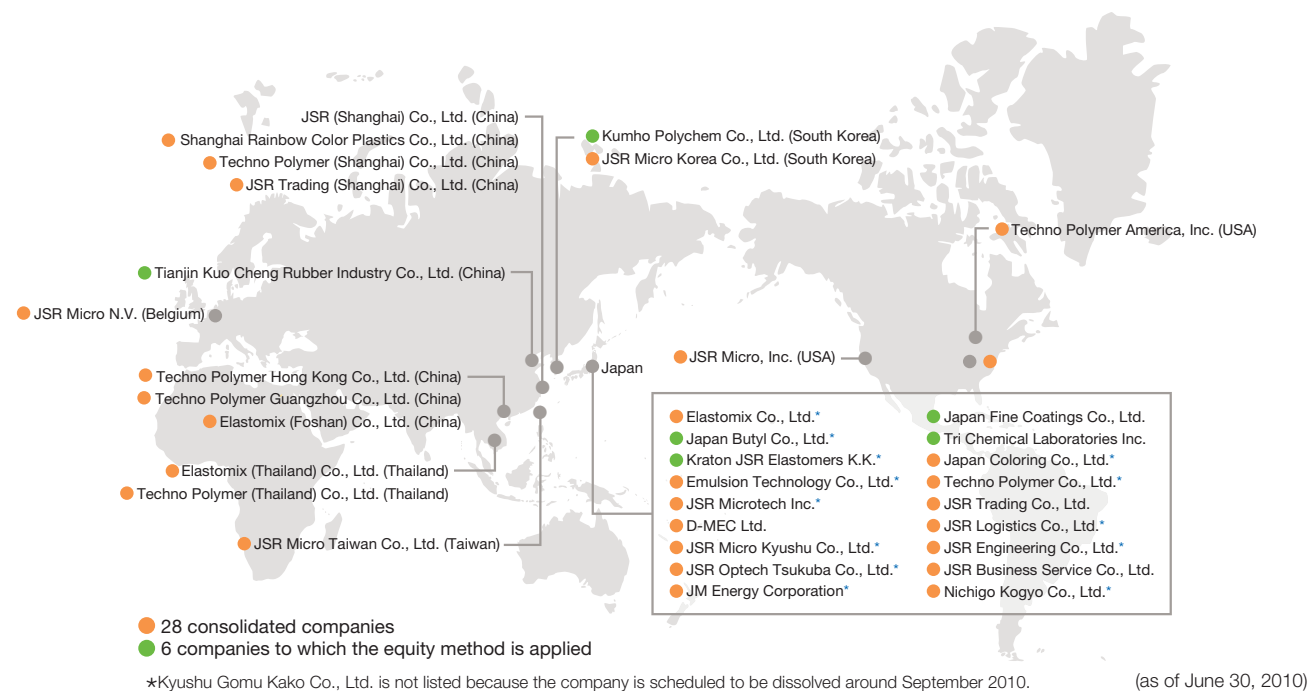 JSR (Shanghai) Co., Ltd. (China)
Shanghai Rainbow Color Plastics Co., Ltd. (China)
Techno Polymer (Shanghai) Co., Ltd. (China)
JSR Trading (Shanghai) Co., Ltd. (China)
Kumho Polychem Co., Ltd. (South Korea)
JSR Micro Korea Co., Ltd. (South Korea)
Techno Polymer America, Inc. (USA)
Tianjin Kuo Cheng Rubber Industry Co., Ltd. (China)
JSR Micro N.V. (Belgium)
JSR Micro, Inc. (USA)
Japan
Techno Polymer Hong Kong Co., Ltd. (China)
Techno Polymer Guangzhou Co., Ltd. (China)
Elastomix (Foshan) Co., Ltd. (China)
Elastomix (Thailand) Co., Ltd. (Thailand)
Techno Polymer (Thailand) Co., Ltd. (Thailand)
JSR Micro Taiwan Co., Ltd. (Taiwan)
Elastomix Co., Ltd.*
Japan Butyl Co., Ltd.*
Kraton JSR Elastomers K.K.*
Emulsion Technology Co., Ltd.*
JSR Microtech Inc.*
D-MEC Ltd.
JSR Micro Kyushu Co., Ltd.*
JSR Optech Tsukuba Co., Ltd.*
JM Energy Corporation*
Japan Fine Coatings Co., Ltd.
Tri Chemical Laboratories Inc.
Japan Coloring Co., Ltd.*
Techno Polymer Co., Ltd.*
JSR Trading Co., Ltd.
JSR Logistics Co., Ltd.*
JSR Engineering Co., Ltd.*
JSR Business Service Co., Ltd.
Nichigo Kogyo Co., Ltd.*
28 consolidated companies
6 companies to which the equity method is applied
*Kyushu Gomu Kako Co., Ltd. is not listed because the company is scheduled to be dissolved around September 2010.
(as of June 30, 2010)